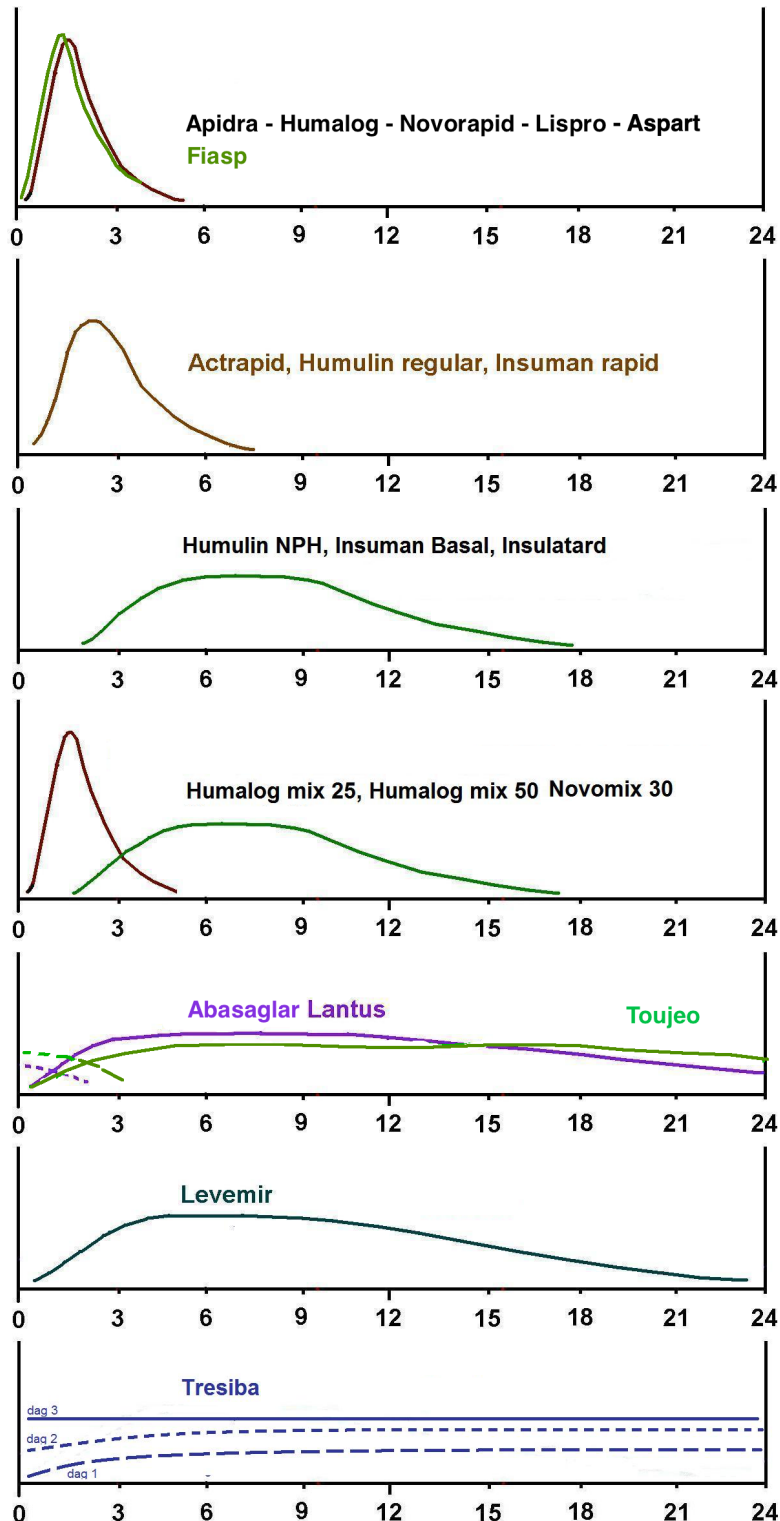 Apidra - Humalog - Novorapid - Lispro - Aspart
Fiasp
0 3 6 9 12 15 18 21 24
Actrapid, Humulin regular, Insuman rapid
0 3 6 9 12 15 18 21 24
Humulin NPH, Insuman Basal, Insulatard
0 3 6 9 12 15 18 21 24
Humalog mix 25, Humalog mix 50 Novomix 30
0 3 6 9 12 15 18 21 24
Abasaglar Lantus Toujeo
0 3 6 9 12 15 18 21 24
Levemir
0 3 6 9 12 15 18 21 24
Tresiba
dag 3
dag 2
dag 1
0 3 6 9 12 15 18 21 24